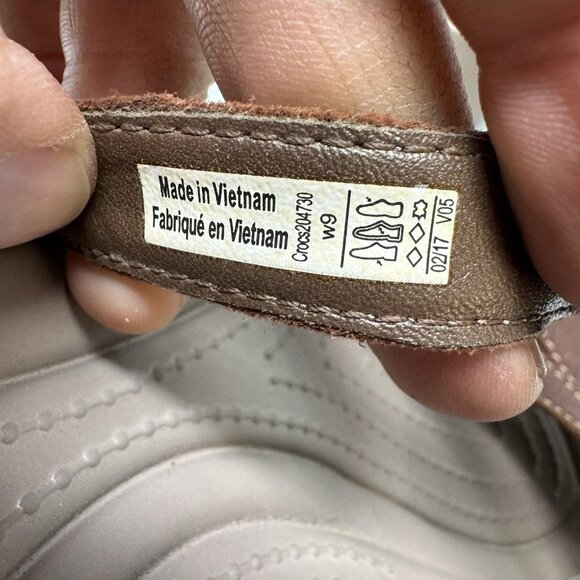 Made in Vietnam
Fabriqué en Vietnam
Crocs204730
W9
02/17 V05